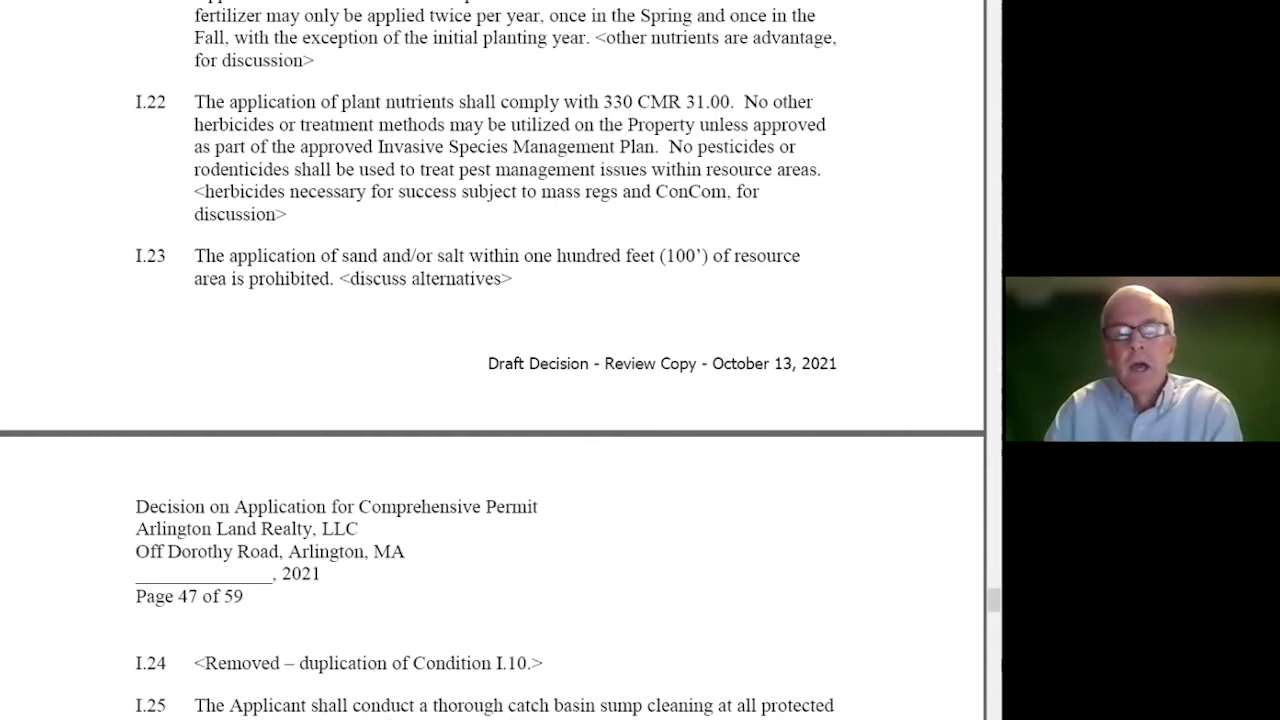 fertilizer may only be applied twice per year, once in the Spring and once in the
Fall, with the exception of the initial planting year. <other nutrients are advantage,
for discussion>
I.22 The application of plant nutrients shall comply with 330 CMR 31.00. No other
herbicides or treatment methods may be utilized on the Property unless approved
as part of the approved Invasive Species Management Plan. No pesticides or
rodenticides shall be used to treat pest management issues within resource areas.
<herbicides necessary for success subject to mass regs and ConCom, for
discussion>
I.23 The application of sand and/or salt within one hundred feet (100’) of resource
area is prohibited. <discuss alternatives>
Draft Decision - Review Copy - October 13, 2021
Decision on Application for Comprehensive Permit
Arlington Land Realty, LLC
Off Dorothy Road, Arlington, MA
_______________, 2021
Page 47 of 59
I.24 <Removed – duplication of Condition I.10.>
I.25 The Applicant shall conduct a thorough catch basin sump cleaning at all protected